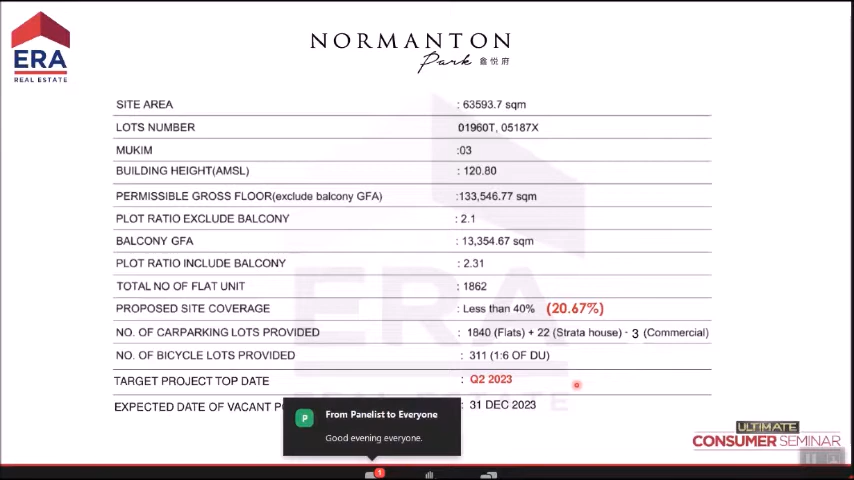 ERA
REAL ESTATE
NORMANTON
Park 鑫悦府
SITE AREA : 63593.7 sqm
LOTS NUMBER 01960T, 05187X
MUKIM :03
BUILDING HEIGHT(AMSL) : 120.80
PERMISSIBLE GROSS FLOOR(exclude balcony GFA) :133,546.77 sqm
PLOT RATIO EXCLUDE BALCONY : 2.1
BALCONY GFA : 13,354.67 sqm
PLOT RATIO INCLUDE BALCONY : 2.31
TOTAL NO OF FLAT UNIT : 1862
PROPOSED SITE COVERAGE : Less than 40% (20.67%)
NO. OF CARPARKING LOTS PROVIDED : 1840 (Flats) + 22 (Strata house) - 3 (Commercial)
NO. OF BICYCLE LOTS PROVIDED : 311 (1:6 OF DU)
TARGET PROJECT TOP DATE : Q2 2023
EXPECTED DATE OF VACANT : 31 DEC 2023
ERA
REAL ESTATE
P From Panelist to Everyone
Good evening everyone.
ULTIMATE
CONSUMER SEMINAR
1